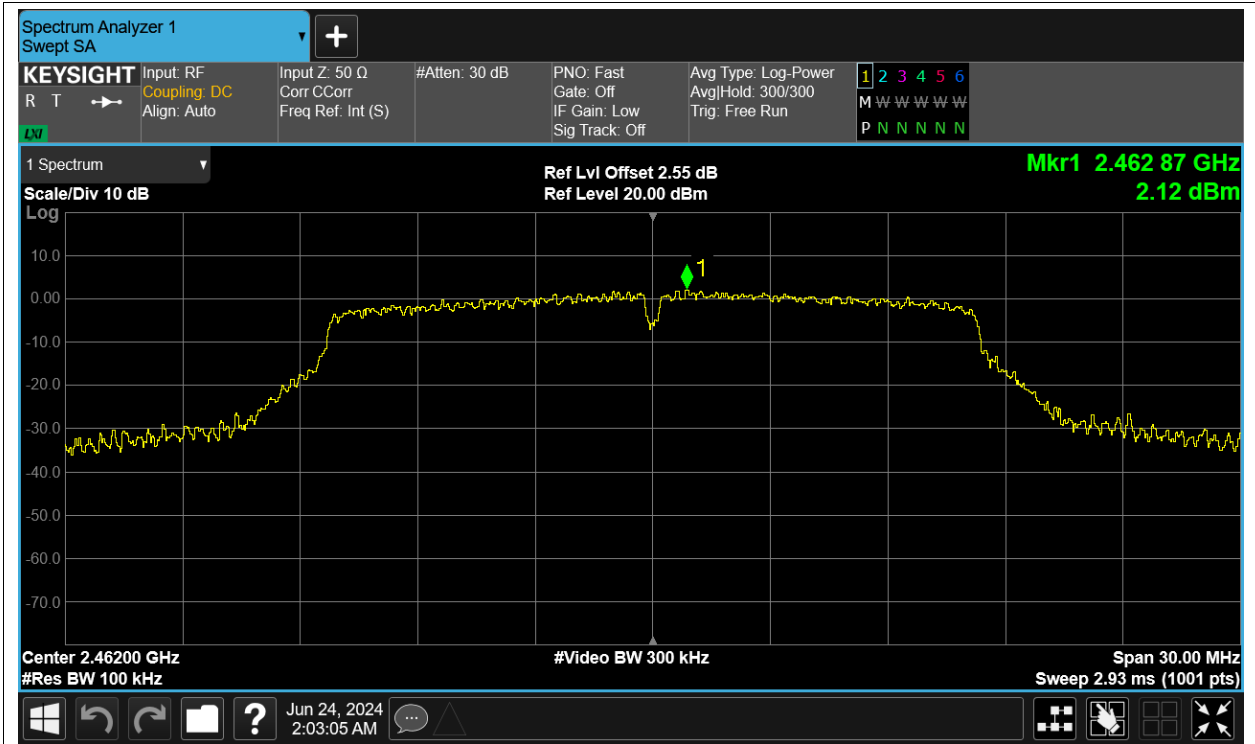 Spectrum Analyzer 1
Swept SA
KEYSIGHT
R T
LXI
Input: RF
Coupling: DC
Align: Auto
Input Z: 50 Ω
Corr CCorr
Freq Ref: Int (S)
#Atten: 30 dB
PNO: Fast
Gate: Off
IF Gain: Low
Sig Track: Off
Avg Type: Log-Power
Avg|Hold: 300/300
Trig: Free Run
1 2 3 4 5 6
M W W W W W
P N N N N N
1 Spectrum
Scale/Div 10 dB
Log
Ref Lvl Offset 2.55 dB
Ref Level 20.00 dBm
Mkr1 2.462 87 GHz
2.12 dBm
1
10.0
0.00
-10.0
-20.0
-30.0
-40.0
-50.0
-60.0
-70.0
Center 2.46200 GHz
#Res BW 100 kHz
#Video BW 300 kHz
Span 30.00 MHz
Sweep 2.93 ms (1001 pts)
?
Jun 24, 2024
2:03:05 AM